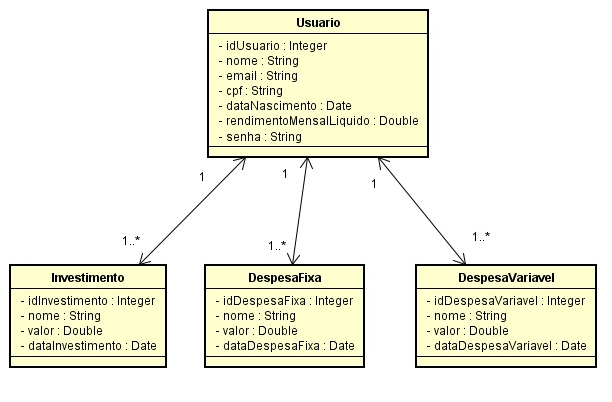 Usuario
- idUsuario : Integer
- nome : String
- email : String
- cpf : String
- dataNascimento : Date
- rendimentoMensalLiquido : Double
- senha : String
1
1
1
1..*
1..*
1..*
Investimento
- idInvestimento : Integer
- nome : String
- valor : Double
- dataInvestimento : Date
DespesaFixa
- idDespesaFixa : Integer
- nome : String
- valor : Double
- dataDespesaFixa : Date
DespesaVariavel
- idDespesaVariavel : Integer
- nome : String
- valor : Double
- dataDespesaVariavel : Date